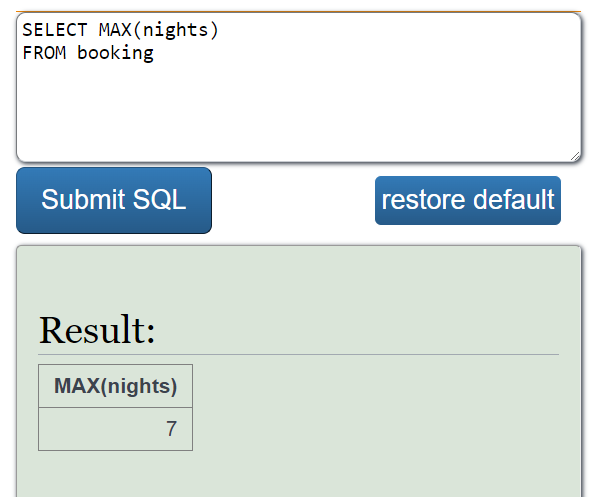 SELECT MAX(nights)
FROM booking
Submit SQL
restore default
Result:
MAX(nights)
7